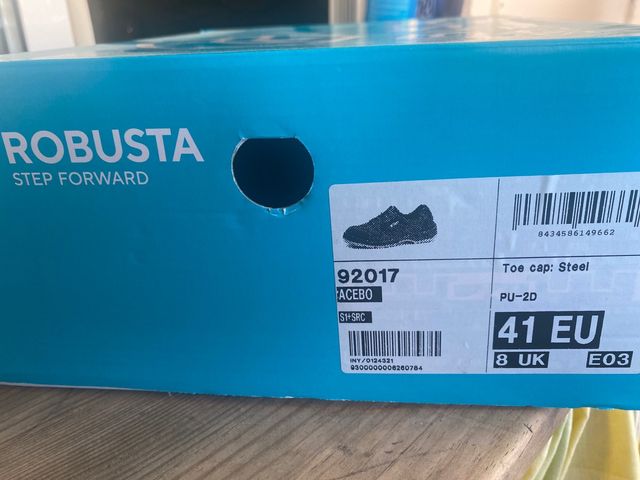 ROBUSTA
STEP FORWARD
8434586149662
92017
Toe cap: Steel
ACEBO
PU-2D
S1+SRC
41 EU
INY/0124321
9300000006260784
8 UK
E03